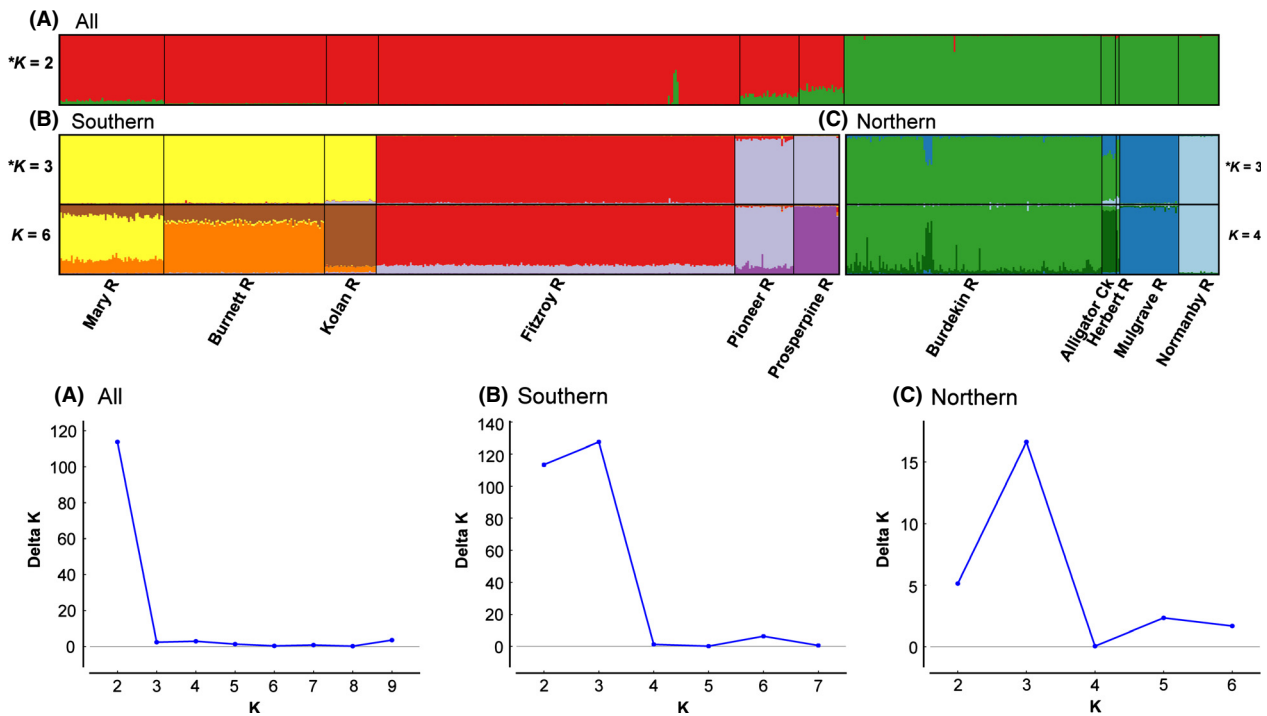 (A) All
*K = 2
(B) Southern
(C) Northern
*K = 3
*K = 3
K = 6
K = 4
Mary R
Burnett R
Kolan R
Fitzroy R
Pioneer R
Prosperpine R
Burdekin R
Alligator Ck
Herbert R
Mulgrave R
Normanby R
(A) All
120
100
80
60
40
20
0
Delta K
2 3 4 5 6 7 8 9
K
(B) Southern
140
120
100
80
60
40
20
0
Delta K
2 3 4 5 6 7
K
(C) Northern
15
10
5
0
Delta K
2 3 4 5 6
K